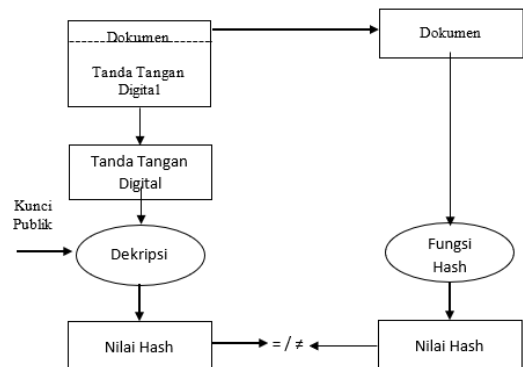 Dokumen
Tanda Tangan
Digital
Dokumen
Tanda Tangan
Digital
Kunci
Publik
Dekripsi
Fungsi
Hash
Nilai Hash
= / ≠
Nilai Hash